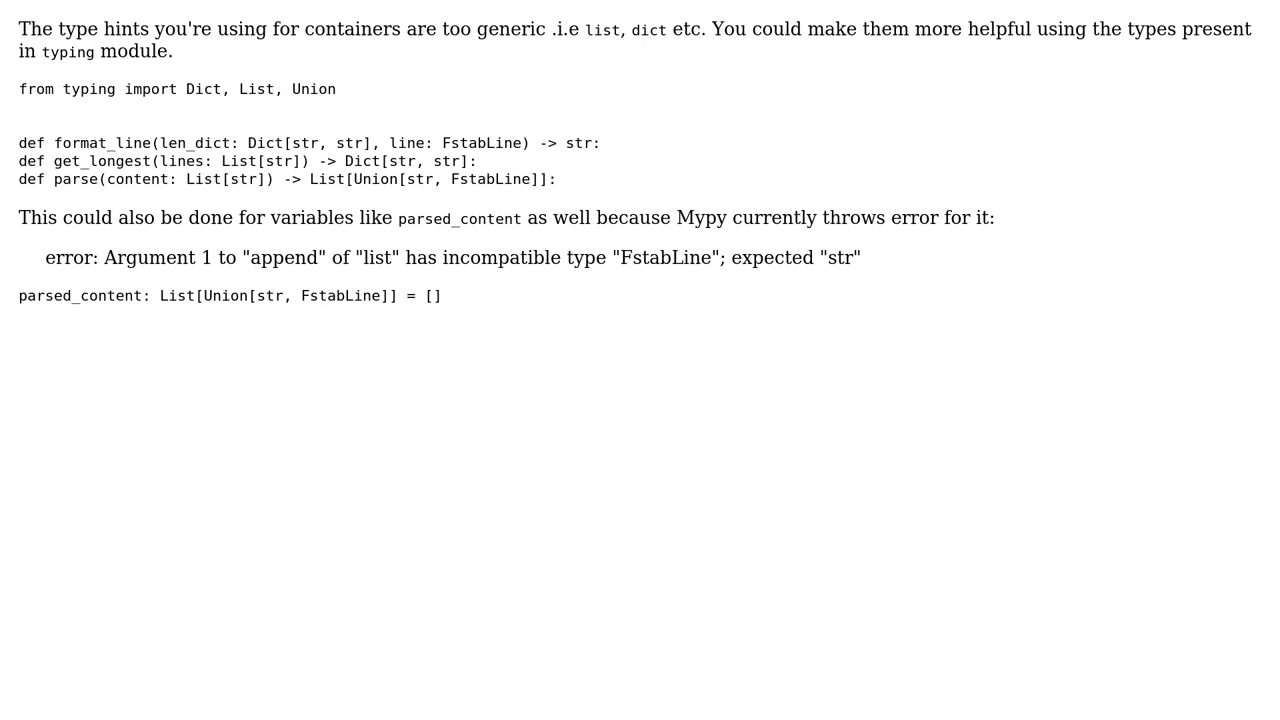 The type hints you're using for containers are too generic .i.e list, dict etc. You could make them more helpful using the types present
in typing module.
from typing import Dict, List, Union
def format_line(len_dict: Dict[str, str], line: FstabLine) -> str:
def get_longest(lines: List[str]) -> Dict[str, str]:
def parse(content: List[str]) -> List[Union[str, FstabLine]]:
This could also be done for variables like parsed_content as well because Mypy currently throws error for it:
error: Argument 1 to "append" of "list" has incompatible type "FstabLine"; expected "str"
parsed_content: List[Union[str, FstabLine]] = []